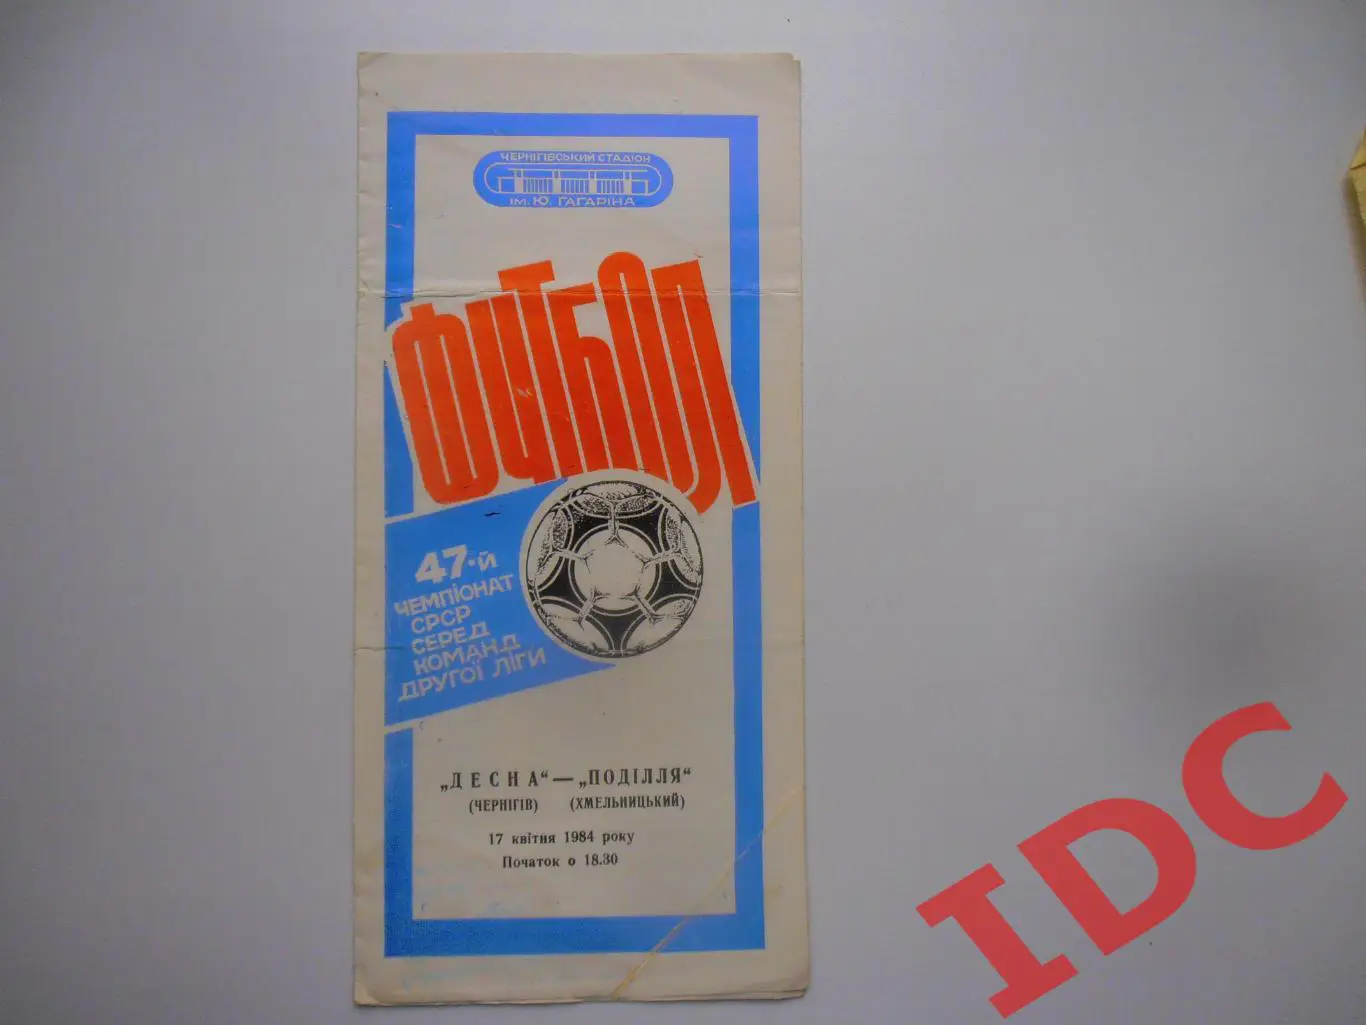 ЧЕРНІГІВСЬКИЙ СТАДІОН
ІМ. Ю. ГАГАРІНА
ФУТБОЛ
47-Й
ЧЕМПІОНАТ
СРСР
СЕРЕД
КОМАНД
ДРУГОЇ ЛІГИ
„ДЕСНА“ — „ПОДІЛЛЯ“
(ЧЕРНІГІВ) (ХМЕЛЬНИЦЬКИЙ)
17 квітня 1984 року
Початок о 18.30
IDC